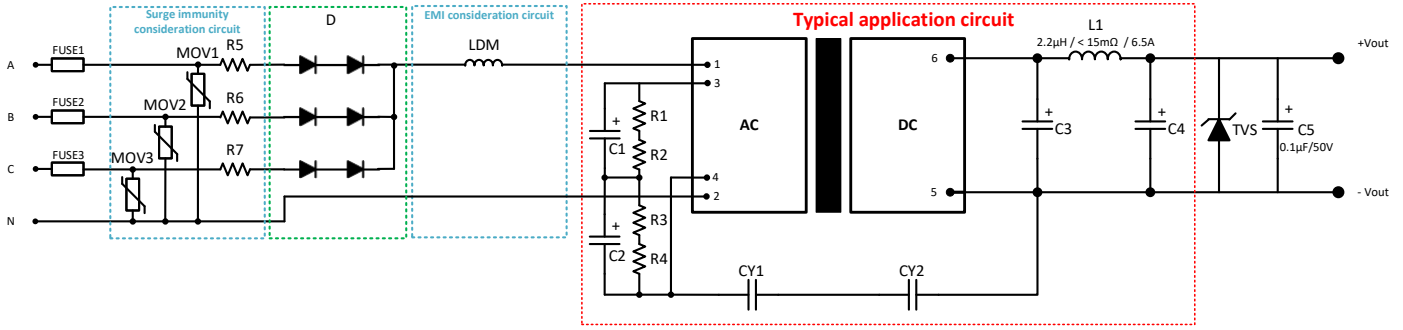 Surge immunity
consideration circuit
D
EMI consideration circuit
Typical application circuit
L1
2.2µH / < 15mΩ / 6.5A
FUSE1
MOV1
R5
LDM
A
1
6
+Vout
3
FUSE2
MOV2
R6
R1
B
+
C1
AC
DC
+
C3
+
C4
TVS
+
C5
0.1µF/50V
R2
FUSE3
MOV3
R7
C
4
2
5
- Vout
N
R3
+
C2
R4
CY1
CY2